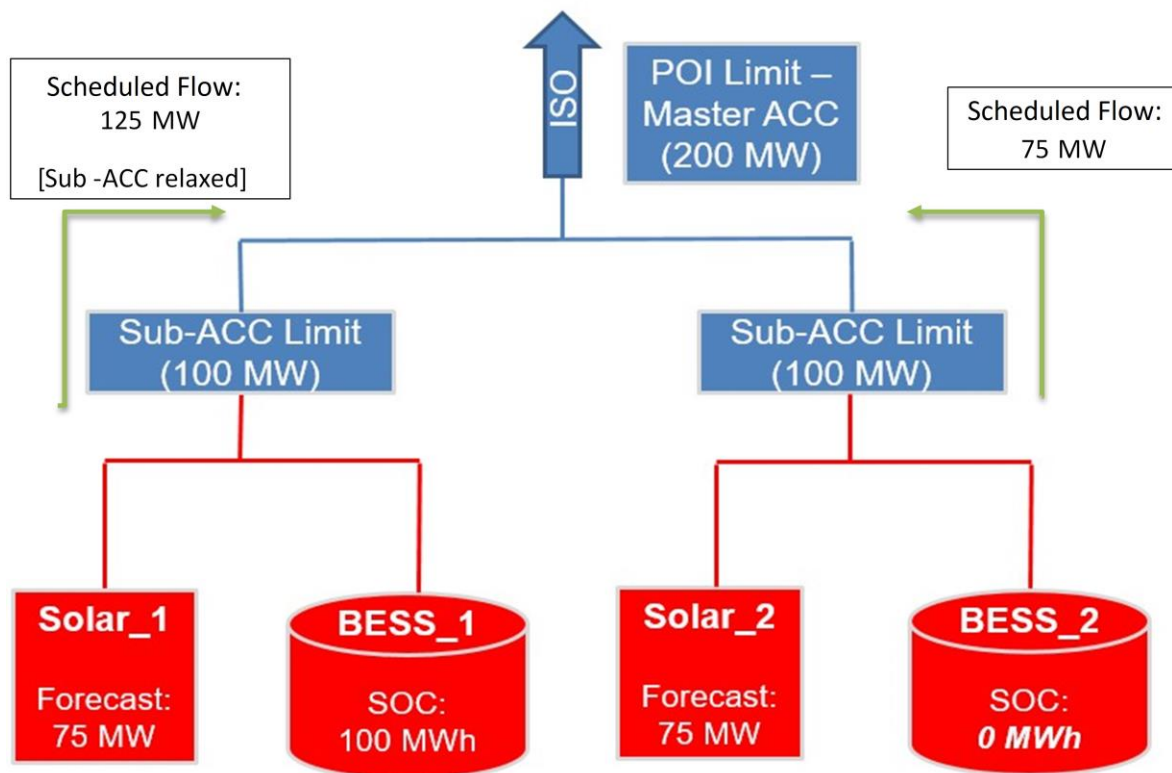 Scheduled Flow:
125 MW
[Sub -ACC relaxed]
ISO
POI Limit –
Master ACC
(200 MW)
Scheduled Flow:
75 MW
Sub-ACC Limit
(100 MW)
Sub-ACC Limit
(100 MW)
Solar_1
Forecast:
75 MW
BESS_1
SOC:
100 MWh
Solar_2
Forecast:
75 MW
BESS_2
SOC:
0 MWh